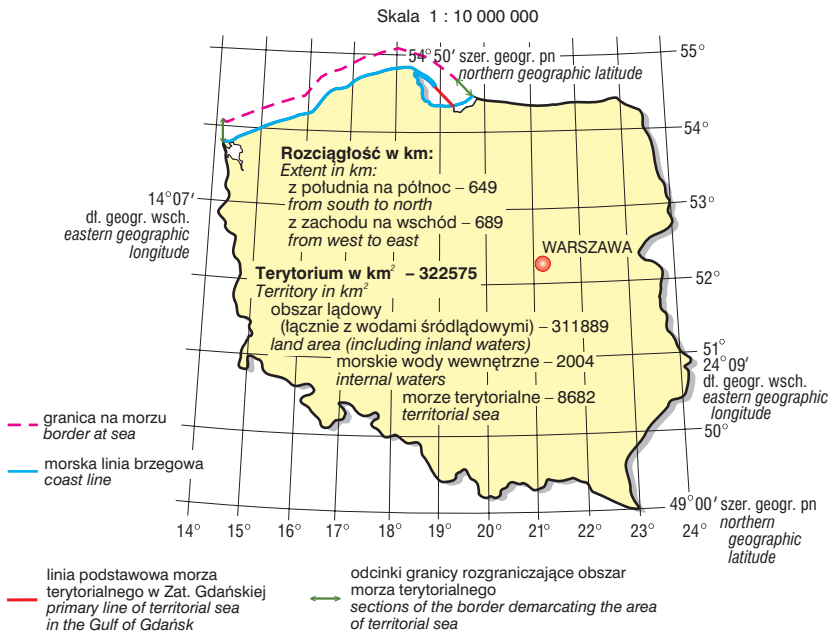 Skala 1 : 10 000 000
54°50′ szer. geogr. pn
northern geographic latitude
55°
54°
53°
52°
51°
50°
14°07′
dł. geogr. wsch.
eastern geographic
longitude
Rozciągłość w km:
Extent in km:
z południa na północ – 649
from south to north
z zachodu na wschód – 689
from west to east
WARSZAWA
Terytorium w km² – 322575
Territory in km²
obszar lądowy
(łącznie z wodami śródlądowymi) – 311889
land area (including inland waters)
morskie wody wewnętrzne – 2004
internal waters
morze terytorialne – 8682
territorial sea
24°09′
dł. geogr. wsch.
eastern geographic
longitude
49°00′ szer. geogr. pn
northern
geographic
latitude
14° 15° 16° 17° 18° 19° 20° 21° 22° 23° 24°
granica na morzu
border at sea
morska linia brzegowa
coast line
linia podstawowa morza
terytorialnego w Zat. Gdańskiej
primary line of territorial sea
in the Gulf of Gdańsk
odcinki granicy rozgraniczające obszar
morza terytorialnego
sections of the border demarcating the area
of territorial sea